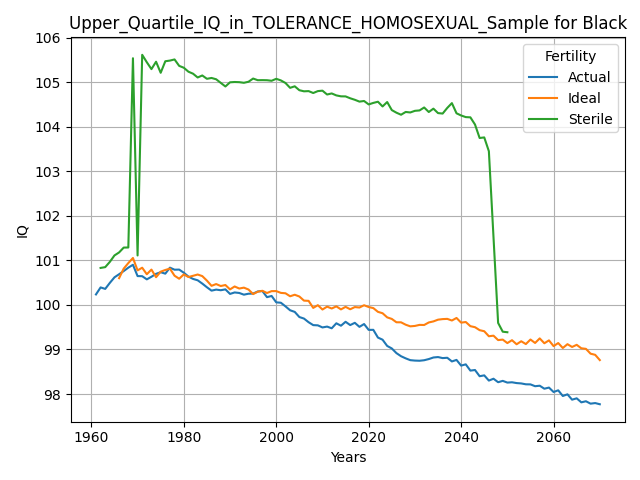 Upper_Quartile_IQ_in_TOLERANCE_HOMOSEXUAL_Sample for Black
106
105
104
103
102
101
100
99
98
IQ
Fertility
Actual
Ideal
Sterile
1960
1980
2000
2020
2040
2060
Years